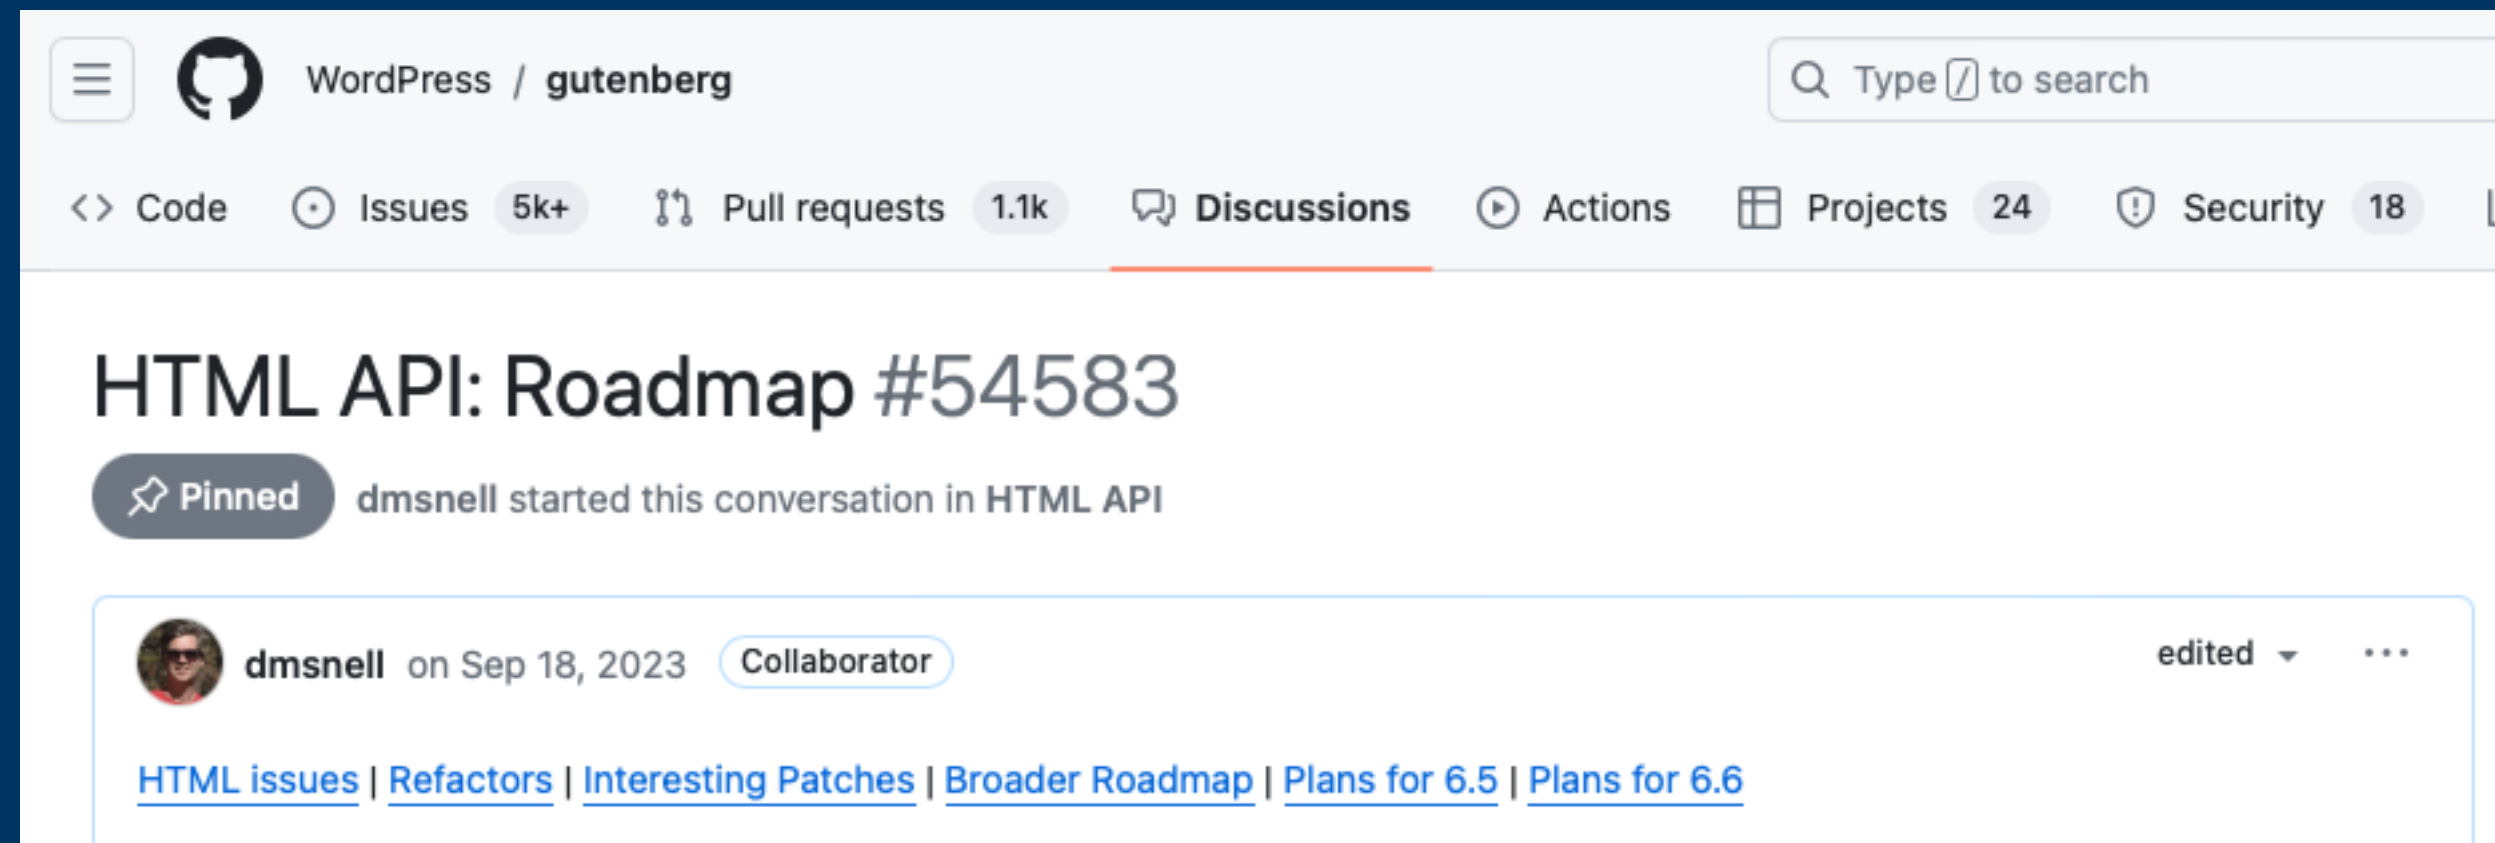 WordPress / gutenberg
Type / to search
Code Issues 5k+ Pull requests 1.1k Discussions Actions Projects 24 Security 18
HTML API: Roadmap #54583
Pinned dmsnell started this conversation in HTML API
dmsnell on Sep 18, 2023 Collaborator edited
HTML issues | Refactors | Interesting Patches | Broader Roadmap | Plans for 6.5 | Plans for 6.6